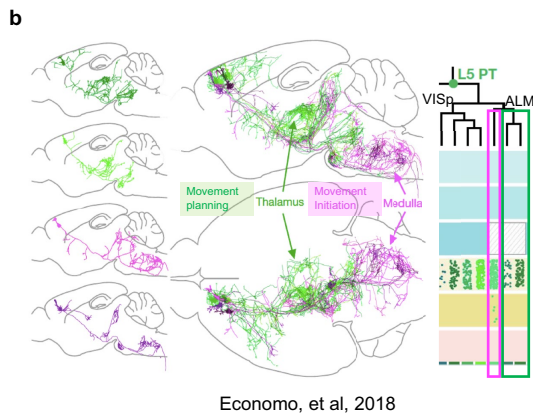 b
L5 PT
VISp
ALM
Movement
planning
Thalamus
Movement
Initiation
Medulla
Economo, et al, 2018